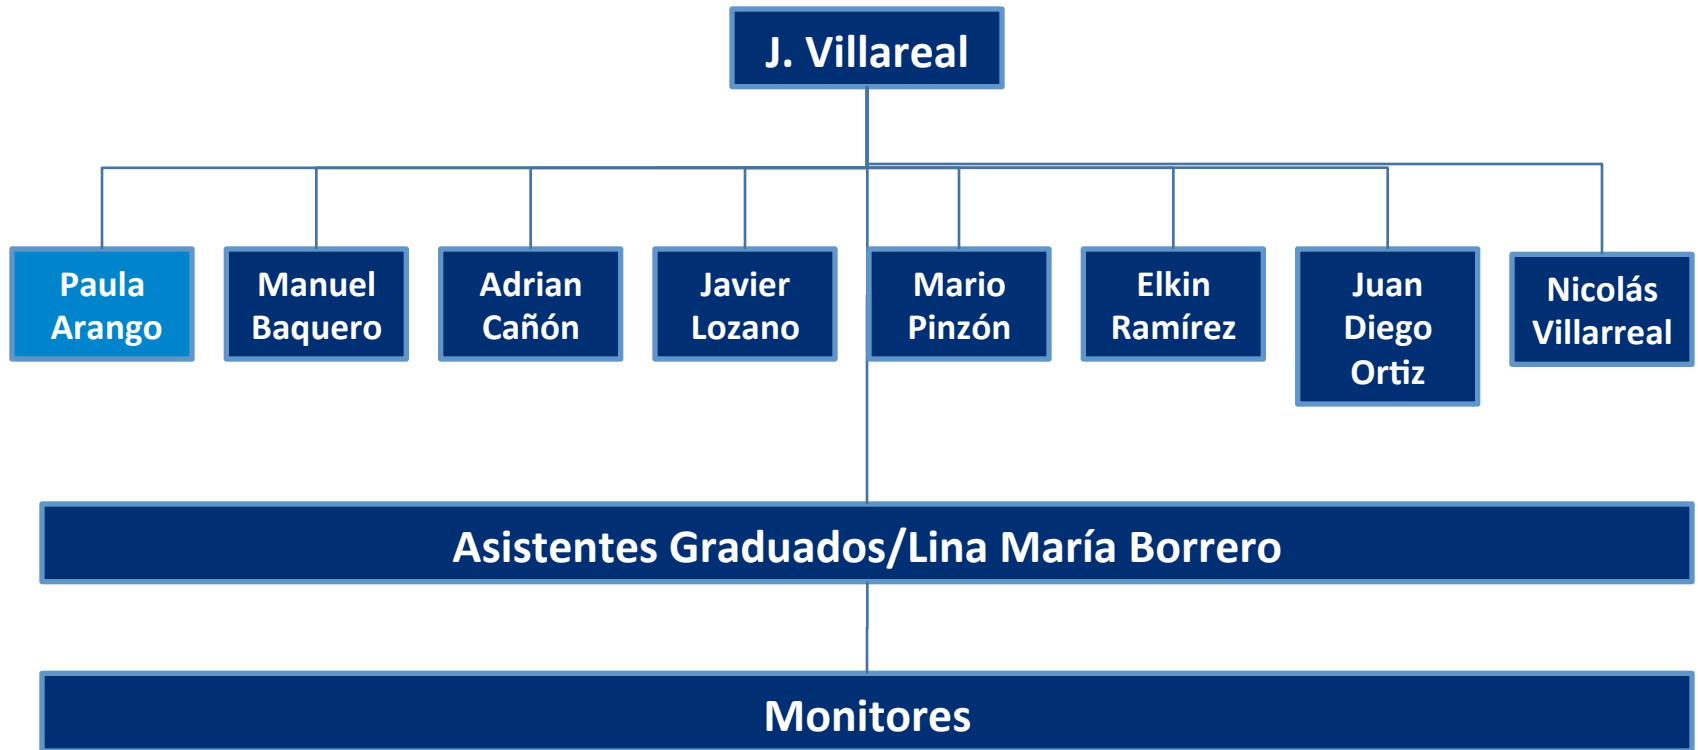 J. Villareal
Paula
Arango
Manuel
Baquero
Adrian
Cañón
Javier
Lozano
Mario
Pinzón
Elkin
Ramírez
Juan
Diego
Ortiz
Nicolás
Villarreal
Asistentes Graduados/Lina María Borrero
Monitores